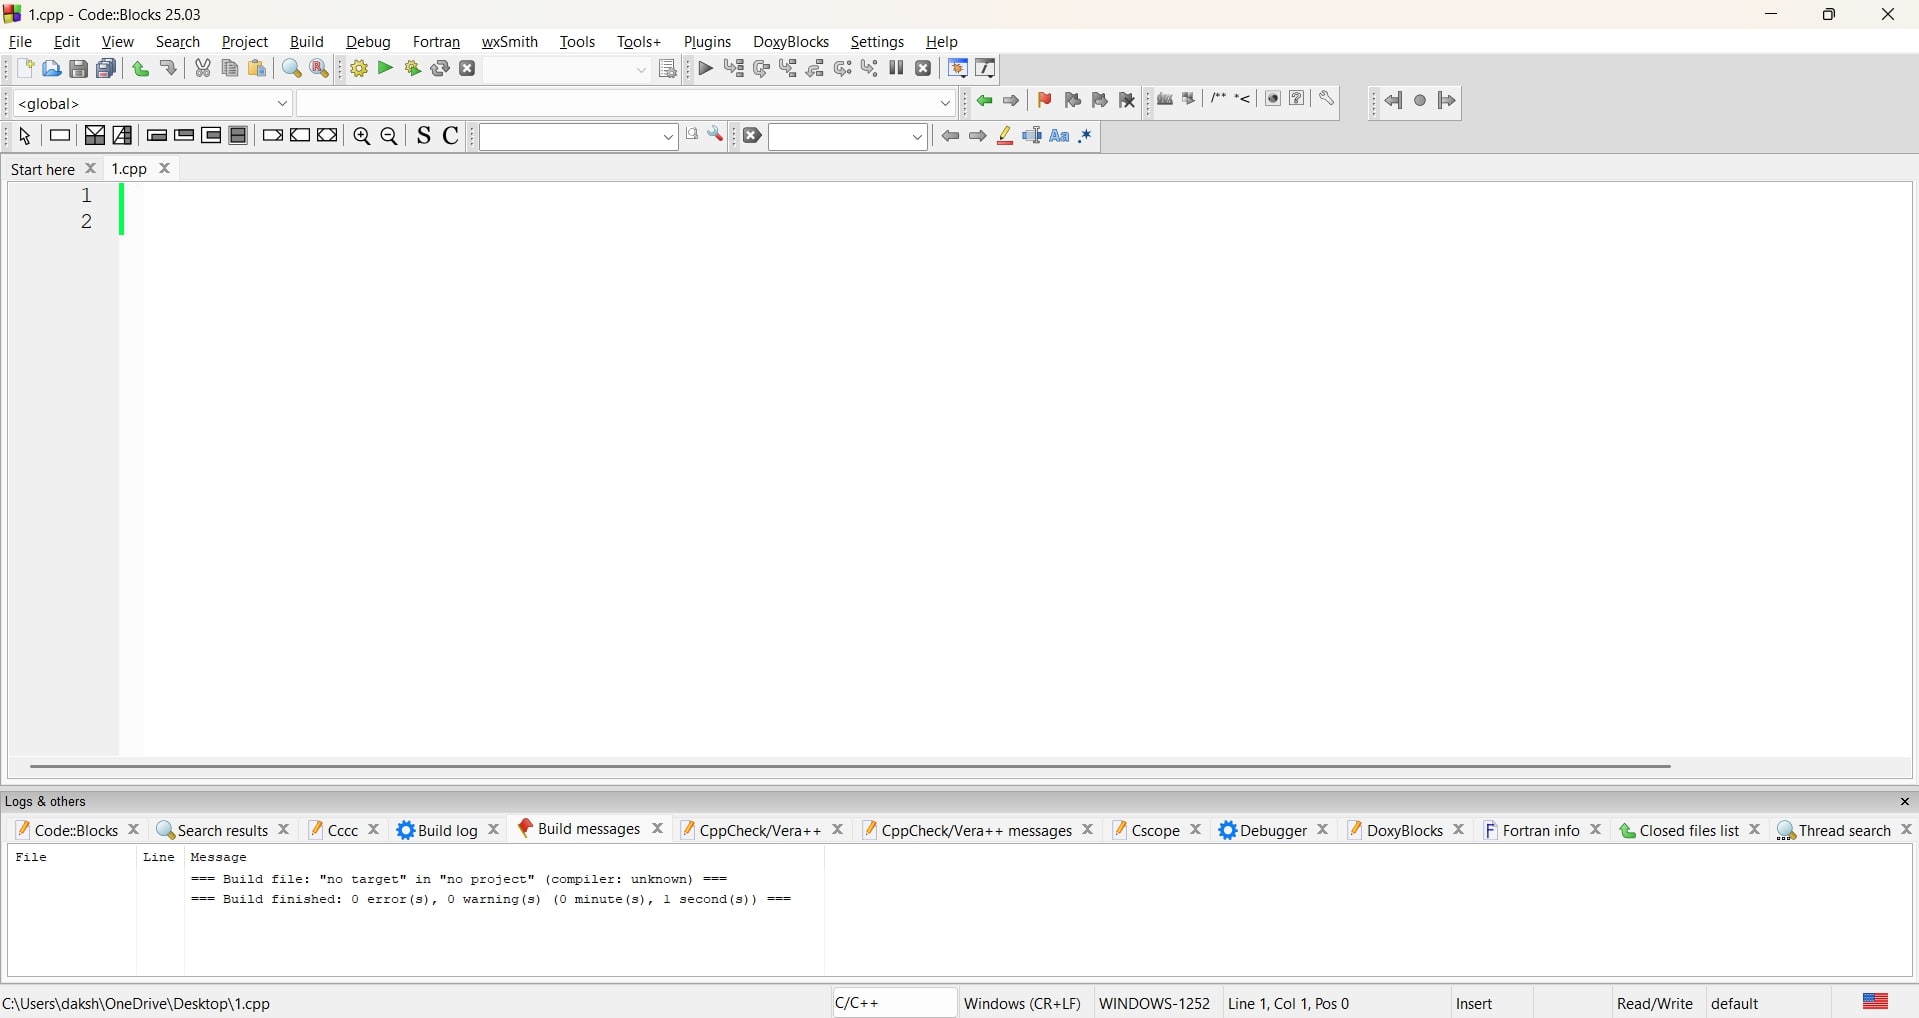 1.cpp - Code::Blocks 25.03
File Edit View Search Project Build Debug Fortran wxSmith Tools Tools+ Plugins DoxyBlocks Settings Help
<global>
/** *<
S C Aa .*
Start here 1.cpp
1
2
Logs & others
Code::Blocks Search results Cccc Build log Build messages CppCheck/Vera++ CppCheck/Vera++ messages Cscope Debugger DoxyBlocks Fortran info Closed files list Thread search
File Line Message
=== Build file: "no target" in "no project" (compiler: unknown) ===
=== Build finished: 0 error(s), 0 warning(s) (0 minute(s), 1 second(s)) ===
C:\Users\daksh\OneDrive\Desktop\1.cpp C/C++ Windows (CR+LF) WINDOWS-1252 Line 1, Col 1, Pos 0 Insert Read/Write default